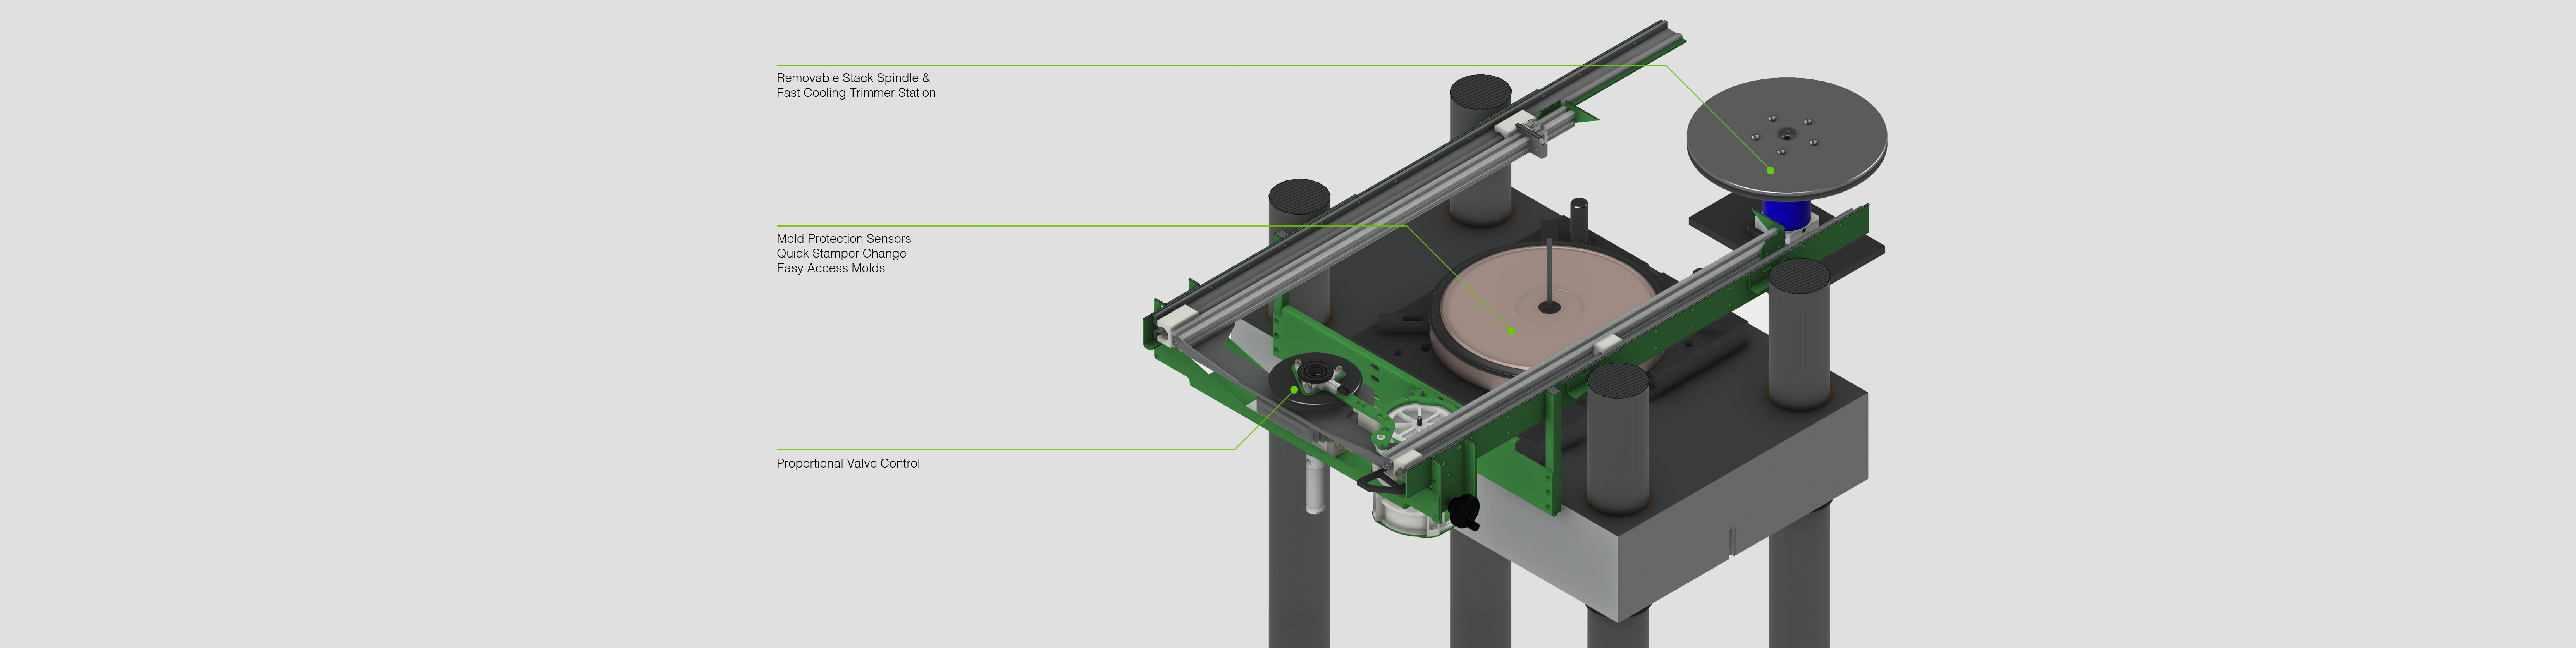 Removable Stack Spindle &
Fast Cooling Trimmer Station
Mold Protection Sensors
Quick Stamper Change
Easy Access Molds
Proportional Valve Control